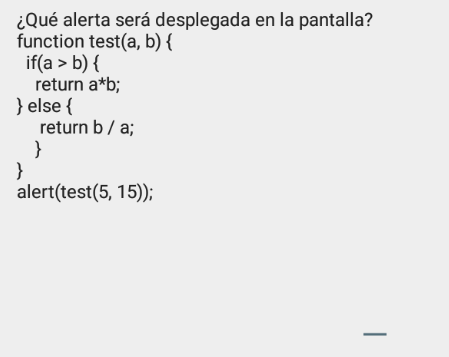 ¿Qué alerta será desplegada en la pantalla?
function test(a, b) {
if(a > b) {
return a*b;
} else {
return b / a;
}
}
alert(test(5, 15));